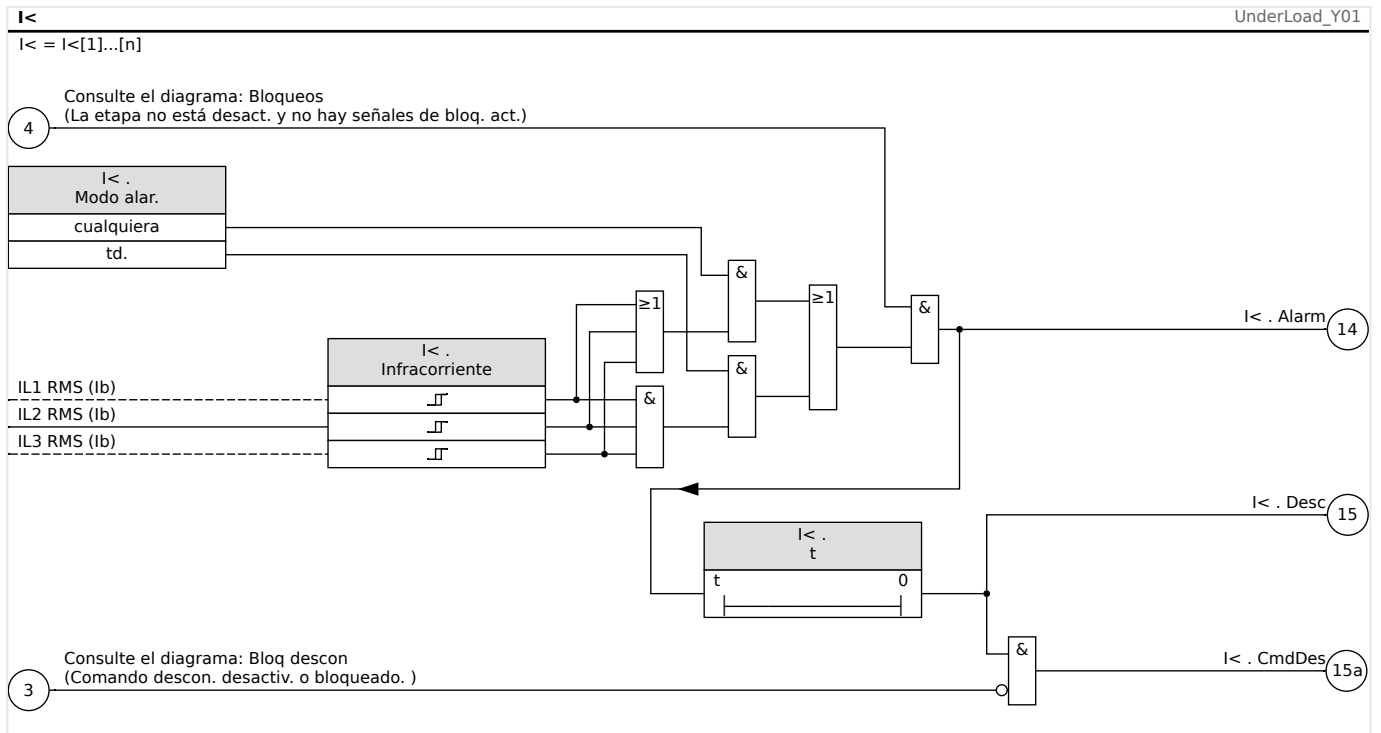 I<
UnderLoad_Y01
I< = I<[1]...[n]
Consulte el diagrama: Bloqueos
(La etapa no está desact. y no hay señales de bloq. act.)
4
I< .
Modo alar.
cualquiera
td.
&
≥1
≥1
&
I< . Alarm
14
I< .
Infracorriente
&
&
IL1 RMS (Ib)
IL2 RMS (Ib)
IL3 RMS (Ib)
I< . Desc
15
I< .
t
t
0
Consulte el diagrama: Bloq descon
(Comando descon. desactiv. o bloqueado. )
3
&
I< . CmdDes
15a